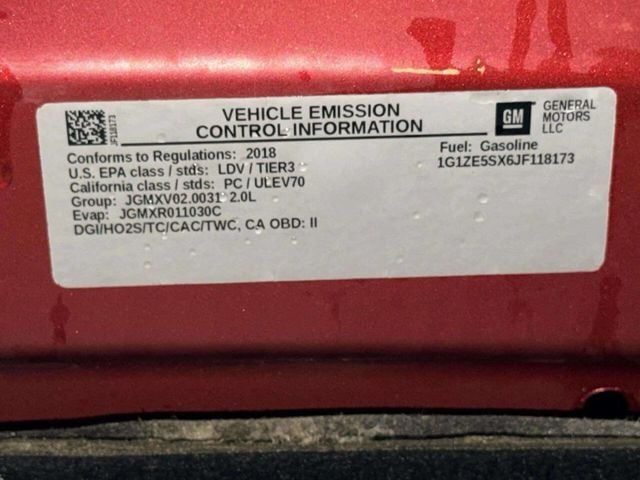 JF118173
VEHICLE EMISSION
CONTROL INFORMATION
GM
GENERAL
MOTORS
LLC
Conforms to Regulations: 2018
U.S. EPA class / stds: LDV / TIER3
California class / stds: PC / ULEV70
Group: JGMXV02.0031 2.0L
Evap: JGMXR011030C
DGI/HO2S/TC/CAC/TWC, CA OBD: II
Fuel: Gasoline
1G1ZE5SX6JF118173